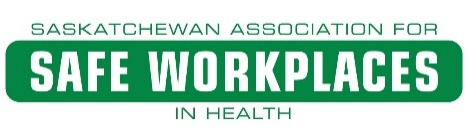 SASKATCHEWAN ASSOCIATION FOR
SAFE WORKPLACES
IN HEALTH